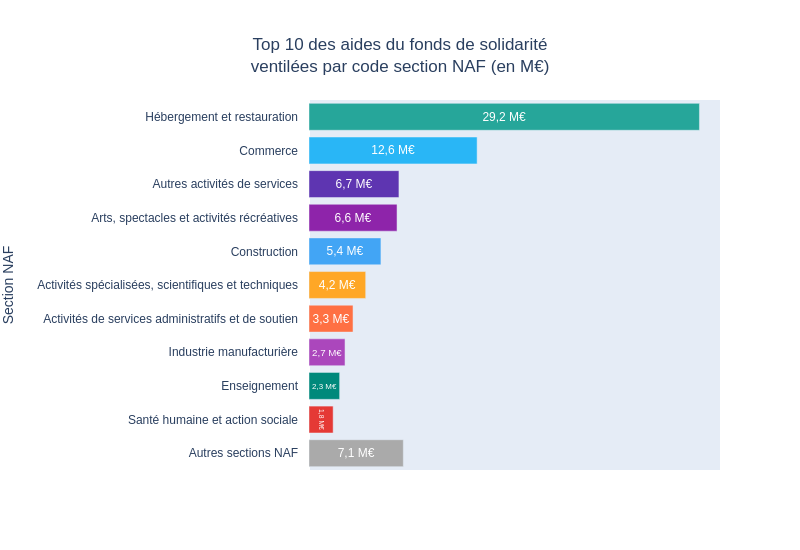 Top 10 des aides du fonds de solidarité
ventilées par code section NAF (en M€)
Section NAF
Hébergement et restauration 29,2 M€
Commerce 12,6 M€
Autres activités de services 6,7 M€
Arts, spectacles et activités récréatives 6,6 M€
Construction 5,4 M€
Activités spécialisées, scientifiques et techniques 4,2 M€
Activités de services administratifs et de soutien 3,3 M€
Industrie manufacturière 2,7 M€
Enseignement 2,3 M€
Santé humaine et action sociale 1,8 M€
Autres sections NAF 7,1 M€